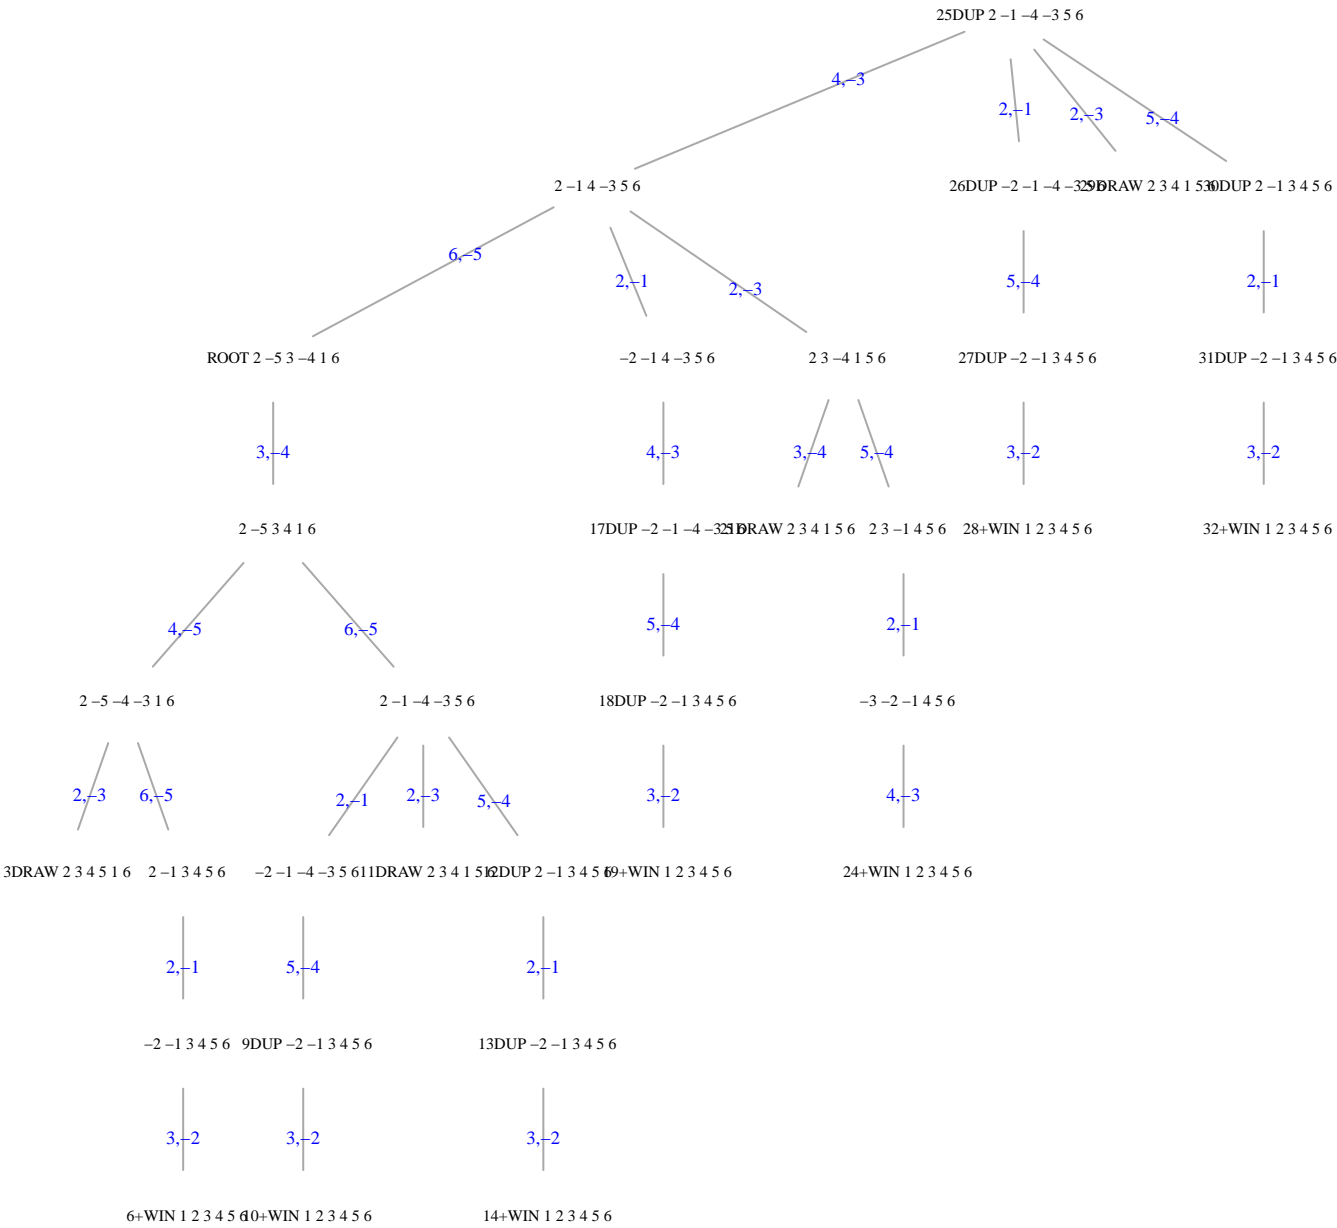 25DUP 2 −1 −4 −3 5 6
4,−3
2,−1
2,−3
5,−4
2 −1 4 −3 5 6
26DUP −2 −1 −4 −3 5 6
29DRAW 2 3 4 1 5 6
30DUP 2 −1 3 4 5 6
6,−5
2,−1
2,−3
5,−4
2,−1
ROOT 2 −5 3 −4 1 6
−2 −1 4 −3 5 6
2 3 −4 1 5 6
27DUP −2 −1 3 4 5 6
31DUP −2 −1 3 4 5 6
3,−4
4,−3
3,−4
5,−4
3,−2
3,−2
2 −5 3 4 1 6
17DUP −2 −1 −4 −3 5 6
21DRAW 2 3 4 1 5 6
2 3 −1 4 5 6
28+WIN 1 2 3 4 5 6
32+WIN 1 2 3 4 5 6
4,−5
6,−5
5,−4
2,−1
2 −5 −4 −3 1 6
2 −1 −4 −3 5 6
18DUP −2 −1 3 4 5 6
−3 −2 −1 4 5 6
2,−3
6,−5
2,−1
2,−3
5,−4
3,−2
4,−3
3DRAW 2 3 4 5 1 6
2 −1 3 4 5 6
−2 −1 −4 −3 5 6
11DRAW 2 3 4 1 5 6
12DUP 2 −1 3 4 5 6
19+WIN 1 2 3 4 5 6
24+WIN 1 2 3 4 5 6
2,−1
5,−4
2,−1
−2 −1 3 4 5 6
9DUP −2 −1 3 4 5 6
13DUP −2 −1 3 4 5 6
3,−2
3,−2
3,−2
6+WIN 1 2 3 4 5 6
10+WIN 1 2 3 4 5 6
14+WIN 1 2 3 4 5 6